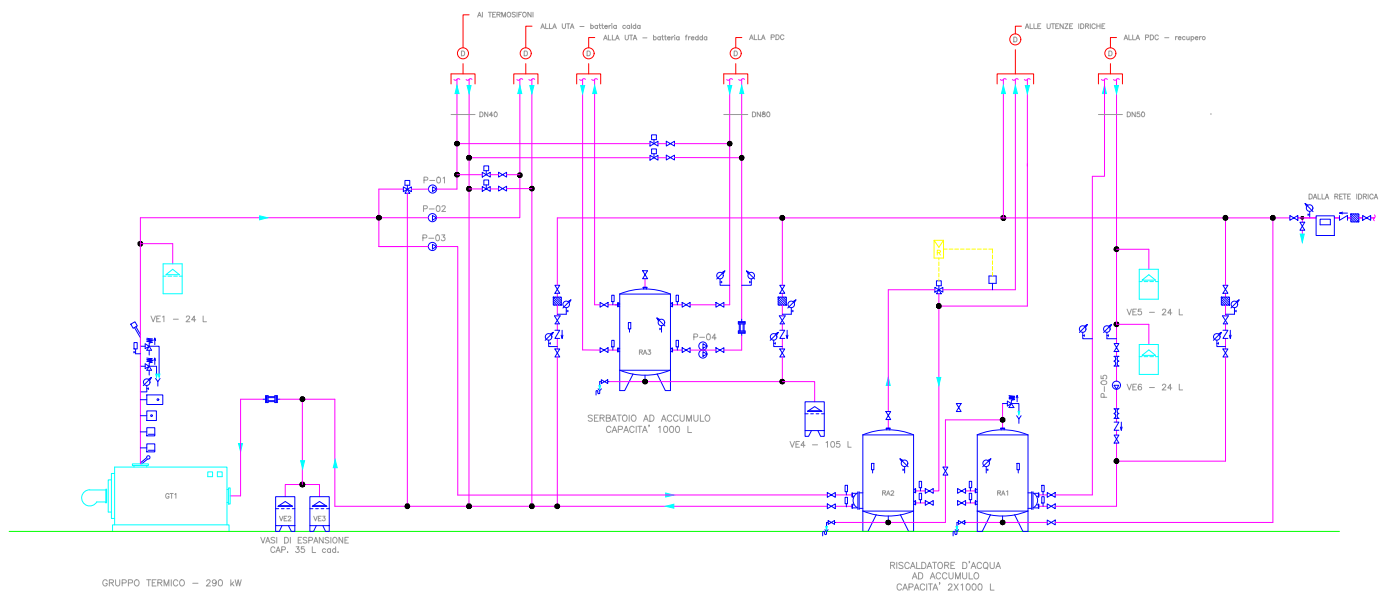 AI TERMOSIFONI
ALLA UTA – batteria calda
ALLA UTA – batteria fredda
ALLA PDC
ALLE UTENZE IDRICHE
ALLA PDC – recupero
D
D
D
D
D
D
DN40
DN80
DN50
P-01
P-02
P-03
DALLA RETE IDRICA
VE1 – 24 L
VE5 – 24 L
P-04
RA3
VE6 – 24 L
P-05
SERBATOIO AD ACCUMULO
CAPACITA' 1000 L
VE4 – 105 L
GT1
RA2
RA1
VE2
VE3
VASI DI ESPANSIONE
CAP. 35 L cad.
RISCALDATORE D'ACQUA
AD ACCUMULO
CAPACITA' 2X1000 L
GRUPPO TERMICO – 290 kW